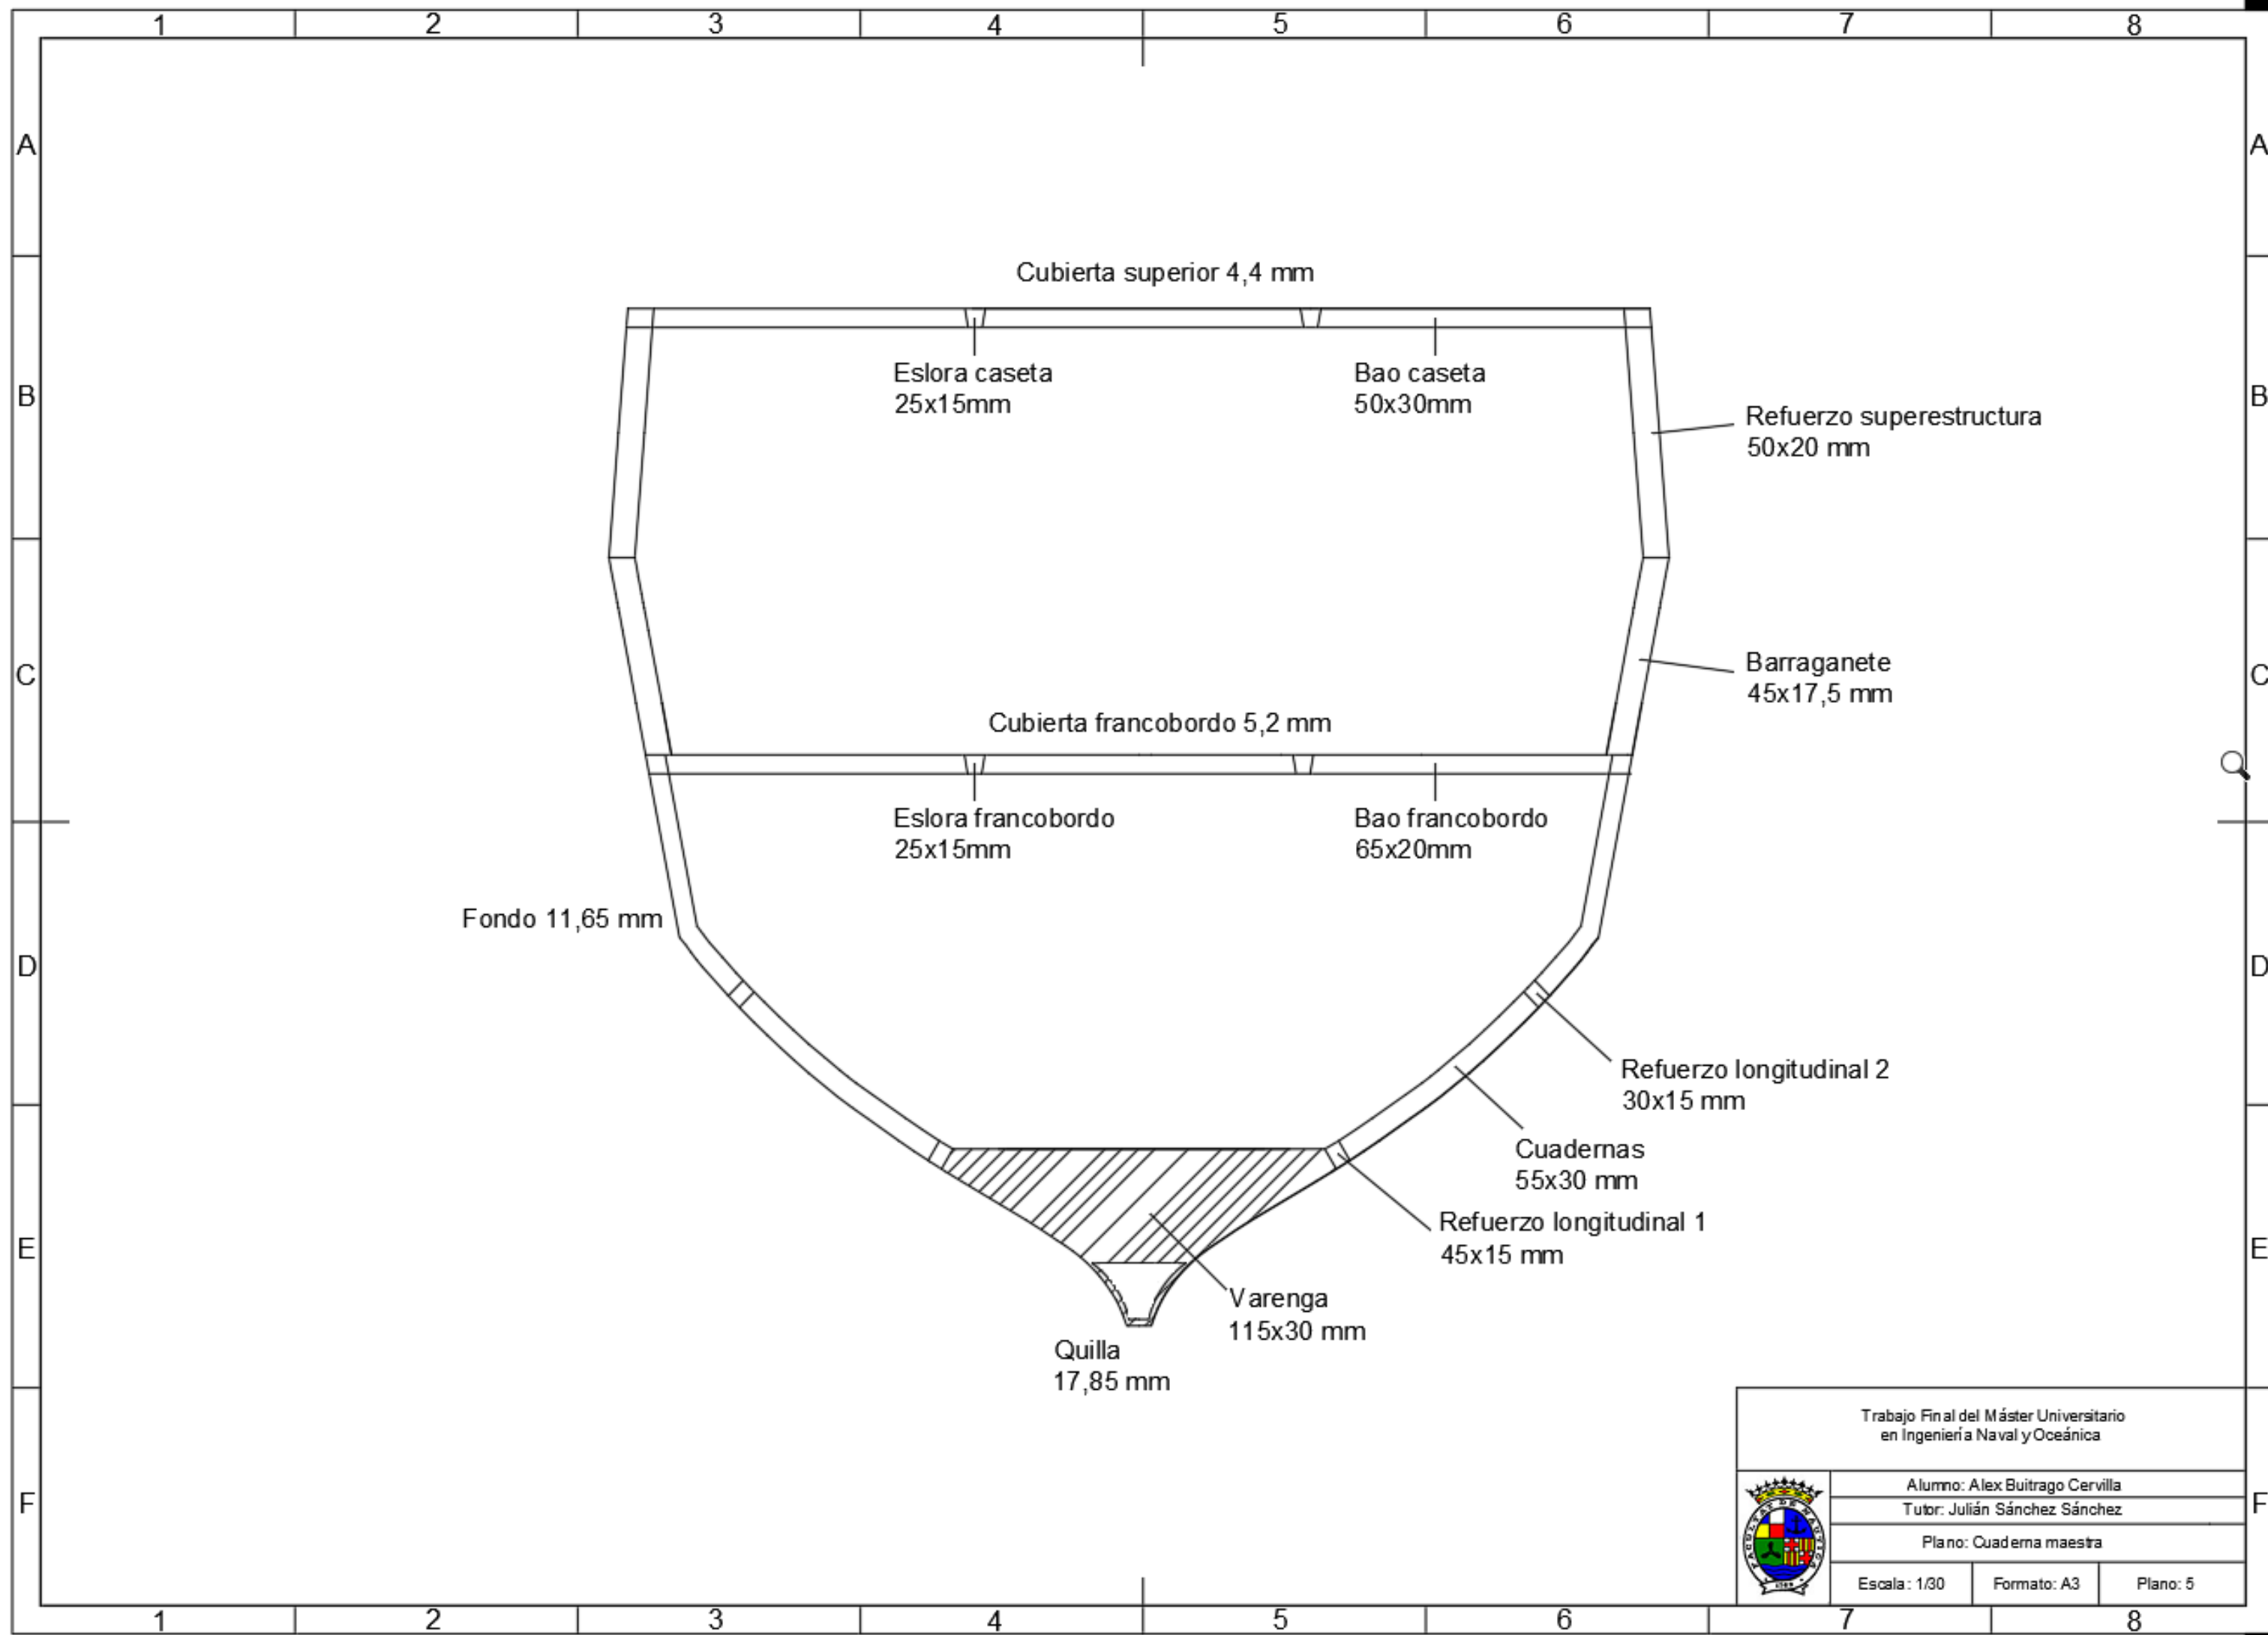 1 2 3 4 5 6 7 8
A A
Cubierta superior 4,4 mm
Eslora caseta
25x15mm
Bao caseta
50x30mm
B B
Refuerzo superestructura
50x20 mm
Barraganete
45x17,5 mm
C C
Cubierta francobordo 5,2 mm
Eslora francobordo
25x15mm
Bao francobordo
65x20mm
Fondo 11,65 mm
D D
Refuerzo longitudinal 2
30x15 mm
Cuadernas
55x30 mm
Refuerzo longitudinal 1
45x15 mm
E E
Varenga
115x30 mm
Quilla
17,85 mm
Trabajo Final del Máster Universitario
en Ingeniería Naval y Oceánica
Alumno: Alex Buitrago Cervilla
Tutor: Julián Sánchez Sánchez
Plano: Cuaderna maestra
Escala: 1/30
Formato: A3
Plano: 5
FACULTAT DE NÀUTICA
F F
1 2 3 4 5 6 7 8